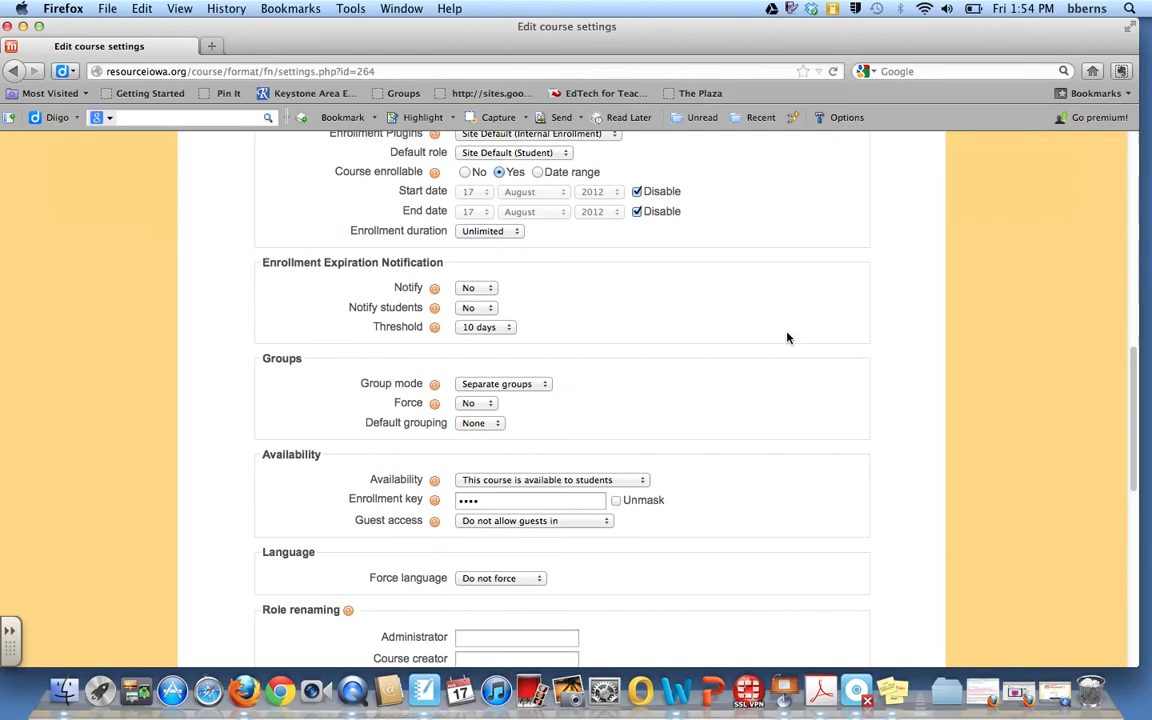 Firefox File Edit View History Bookmarks Tools Window Help Fri 1:54 PM bberns
Edit course settings
Edit course settings
resourceiowa.org/course/format/fn/settings.php?id=264 Google
Most Visited Getting Started Pin It Keystone Area E... Groups http://sites.goo... EdTech for Teac... The Plaza Bookmarks
Diigo Bookmark Highlight Capture Send Read Later Unread Recent Options Go premium!
Enrollment Plugins Site Default (Internal Enrollment)
Default role Site Default (Student)
Course enrollable No Yes Date range
Start date 17 August 2012 Disable
End date 17 August 2012 Disable
Enrollment duration Unlimited
Enrollment Expiration Notification
Notify No
Notify students No
Threshold 10 days
Groups
Group mode Separate groups
Force No
Default grouping None
Availability
Availability This course is available to students
Enrollment key •••• Unmask
Guest access Do not allow guests in
Language
Force language Do not force
Role renaming
Administrator
Course creator
17
SSL VPN